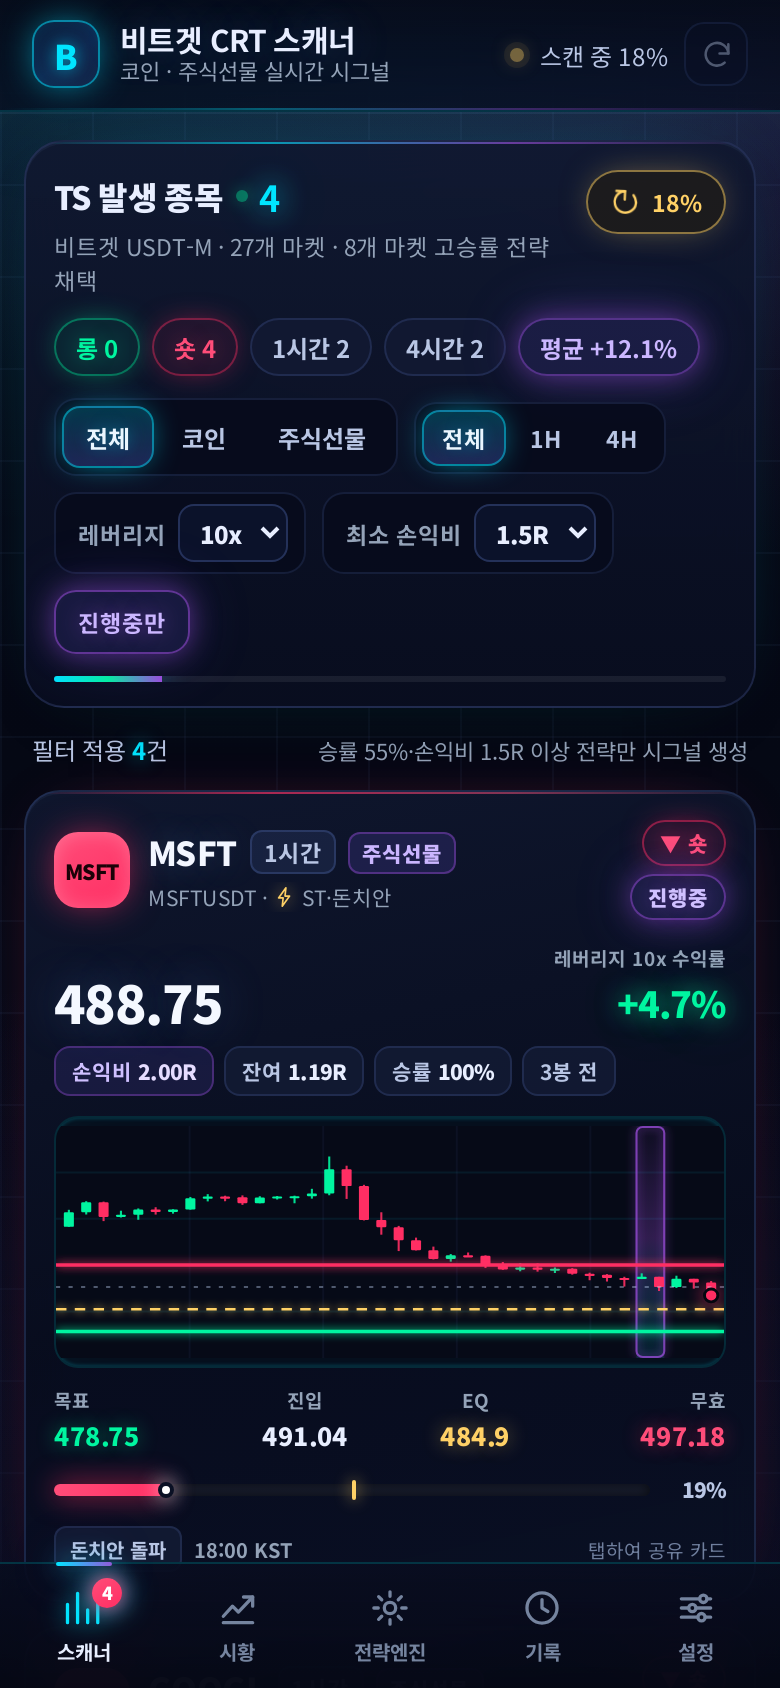 B
비트겟 CRT 스캐너
코인 · 주식선물 실시간 시그널
스캔 중 18%
TS 발생 종목 4
18%
비트겟 USDT-M · 27개 마켓 · 8개 마켓 고승률 전략
채택
롱 0 숏 4 1시간 2 4시간 2 평균 +12.1%
전체 코인 주식선물 전체 1H 4H
레버리지 10x 최소 손익비 1.5R
진행중만
필터 적용 4건 승률 55%·손익비 1.5R 이상 전략만 시그널 생성
MSFT
MSFT 1시간 주식선물
▼ 숏
MSFTUSDT · ⚡ ST·돈치안
진행중
레버리지 10x 수익률
488.75 +4.7%
손익비 2.00R 잔여 1.19R 승률 100% 3봉 전
목표 진입 EQ 무효
478.75 491.04 484.9 497.18
19%
돈치안 돌파 18:00 KST 탭하여 공유 카드
4
스캐너 시황 전략엔진 기록 설정